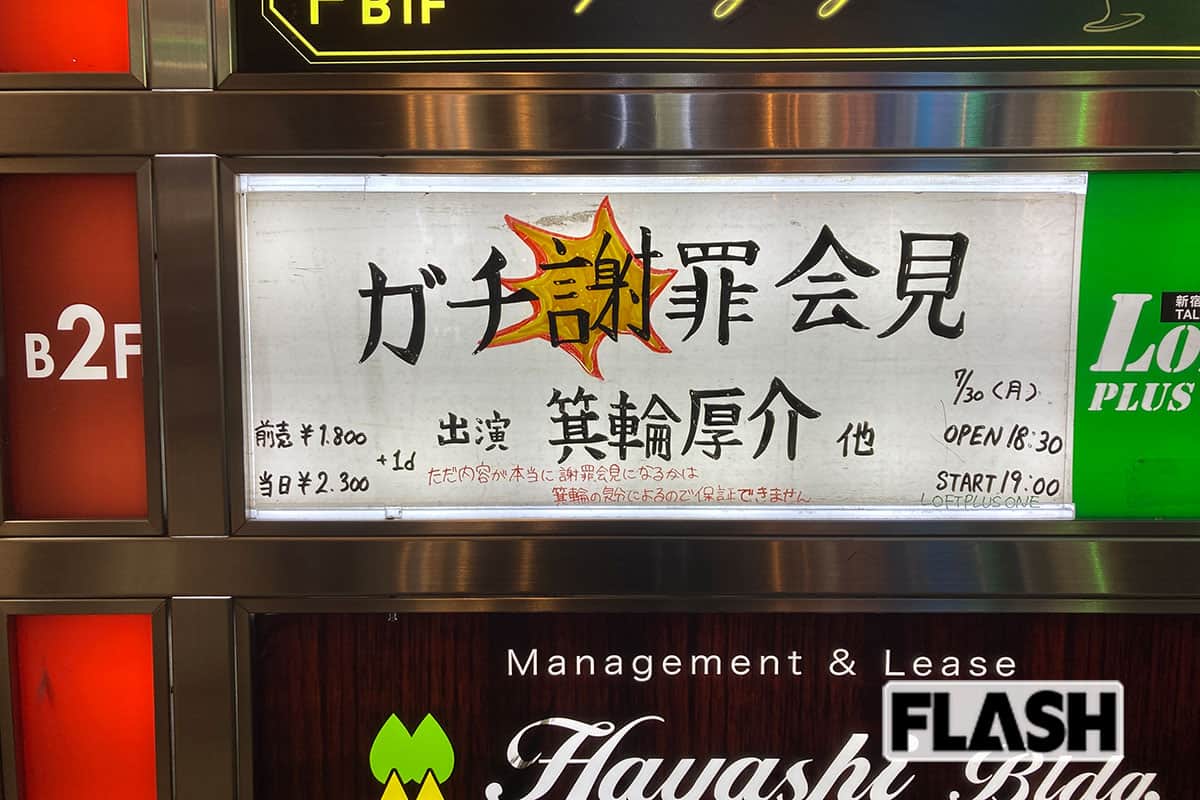 B1F
B2F
ガチ謝罪会見
出演 箕輪厚介 他
7/30(月)
OPEN 18:30
START 19:00
LOFT PLUS ONE
前売¥1.800
当日¥2.300
+1d
ただ内容が本当に謝罪会見になるかは
箕輪の気分によるので保証できません
新宿
TAL
Lo
PLUS
Management & Lease
Hayashi Bldg.
FLASH